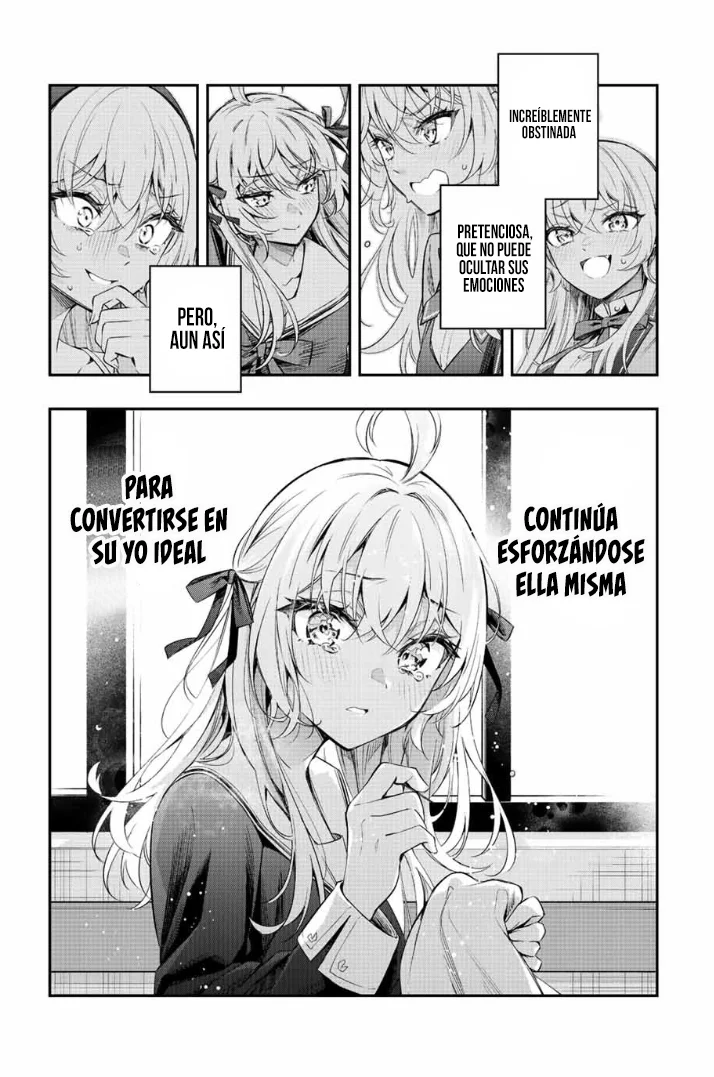 INCREÍBLEMENTE
OBSTINADA
PRETENCIOSA,
QUE NO PUEDE
OCULTAR SUS
EMOCIONES
PERO,
AUN ASÍ
CONTINÚA
ESFORZÁNDOSE
ELLA MISMA
PARA
CONVERTIRSE EN
SU YO IDEAL